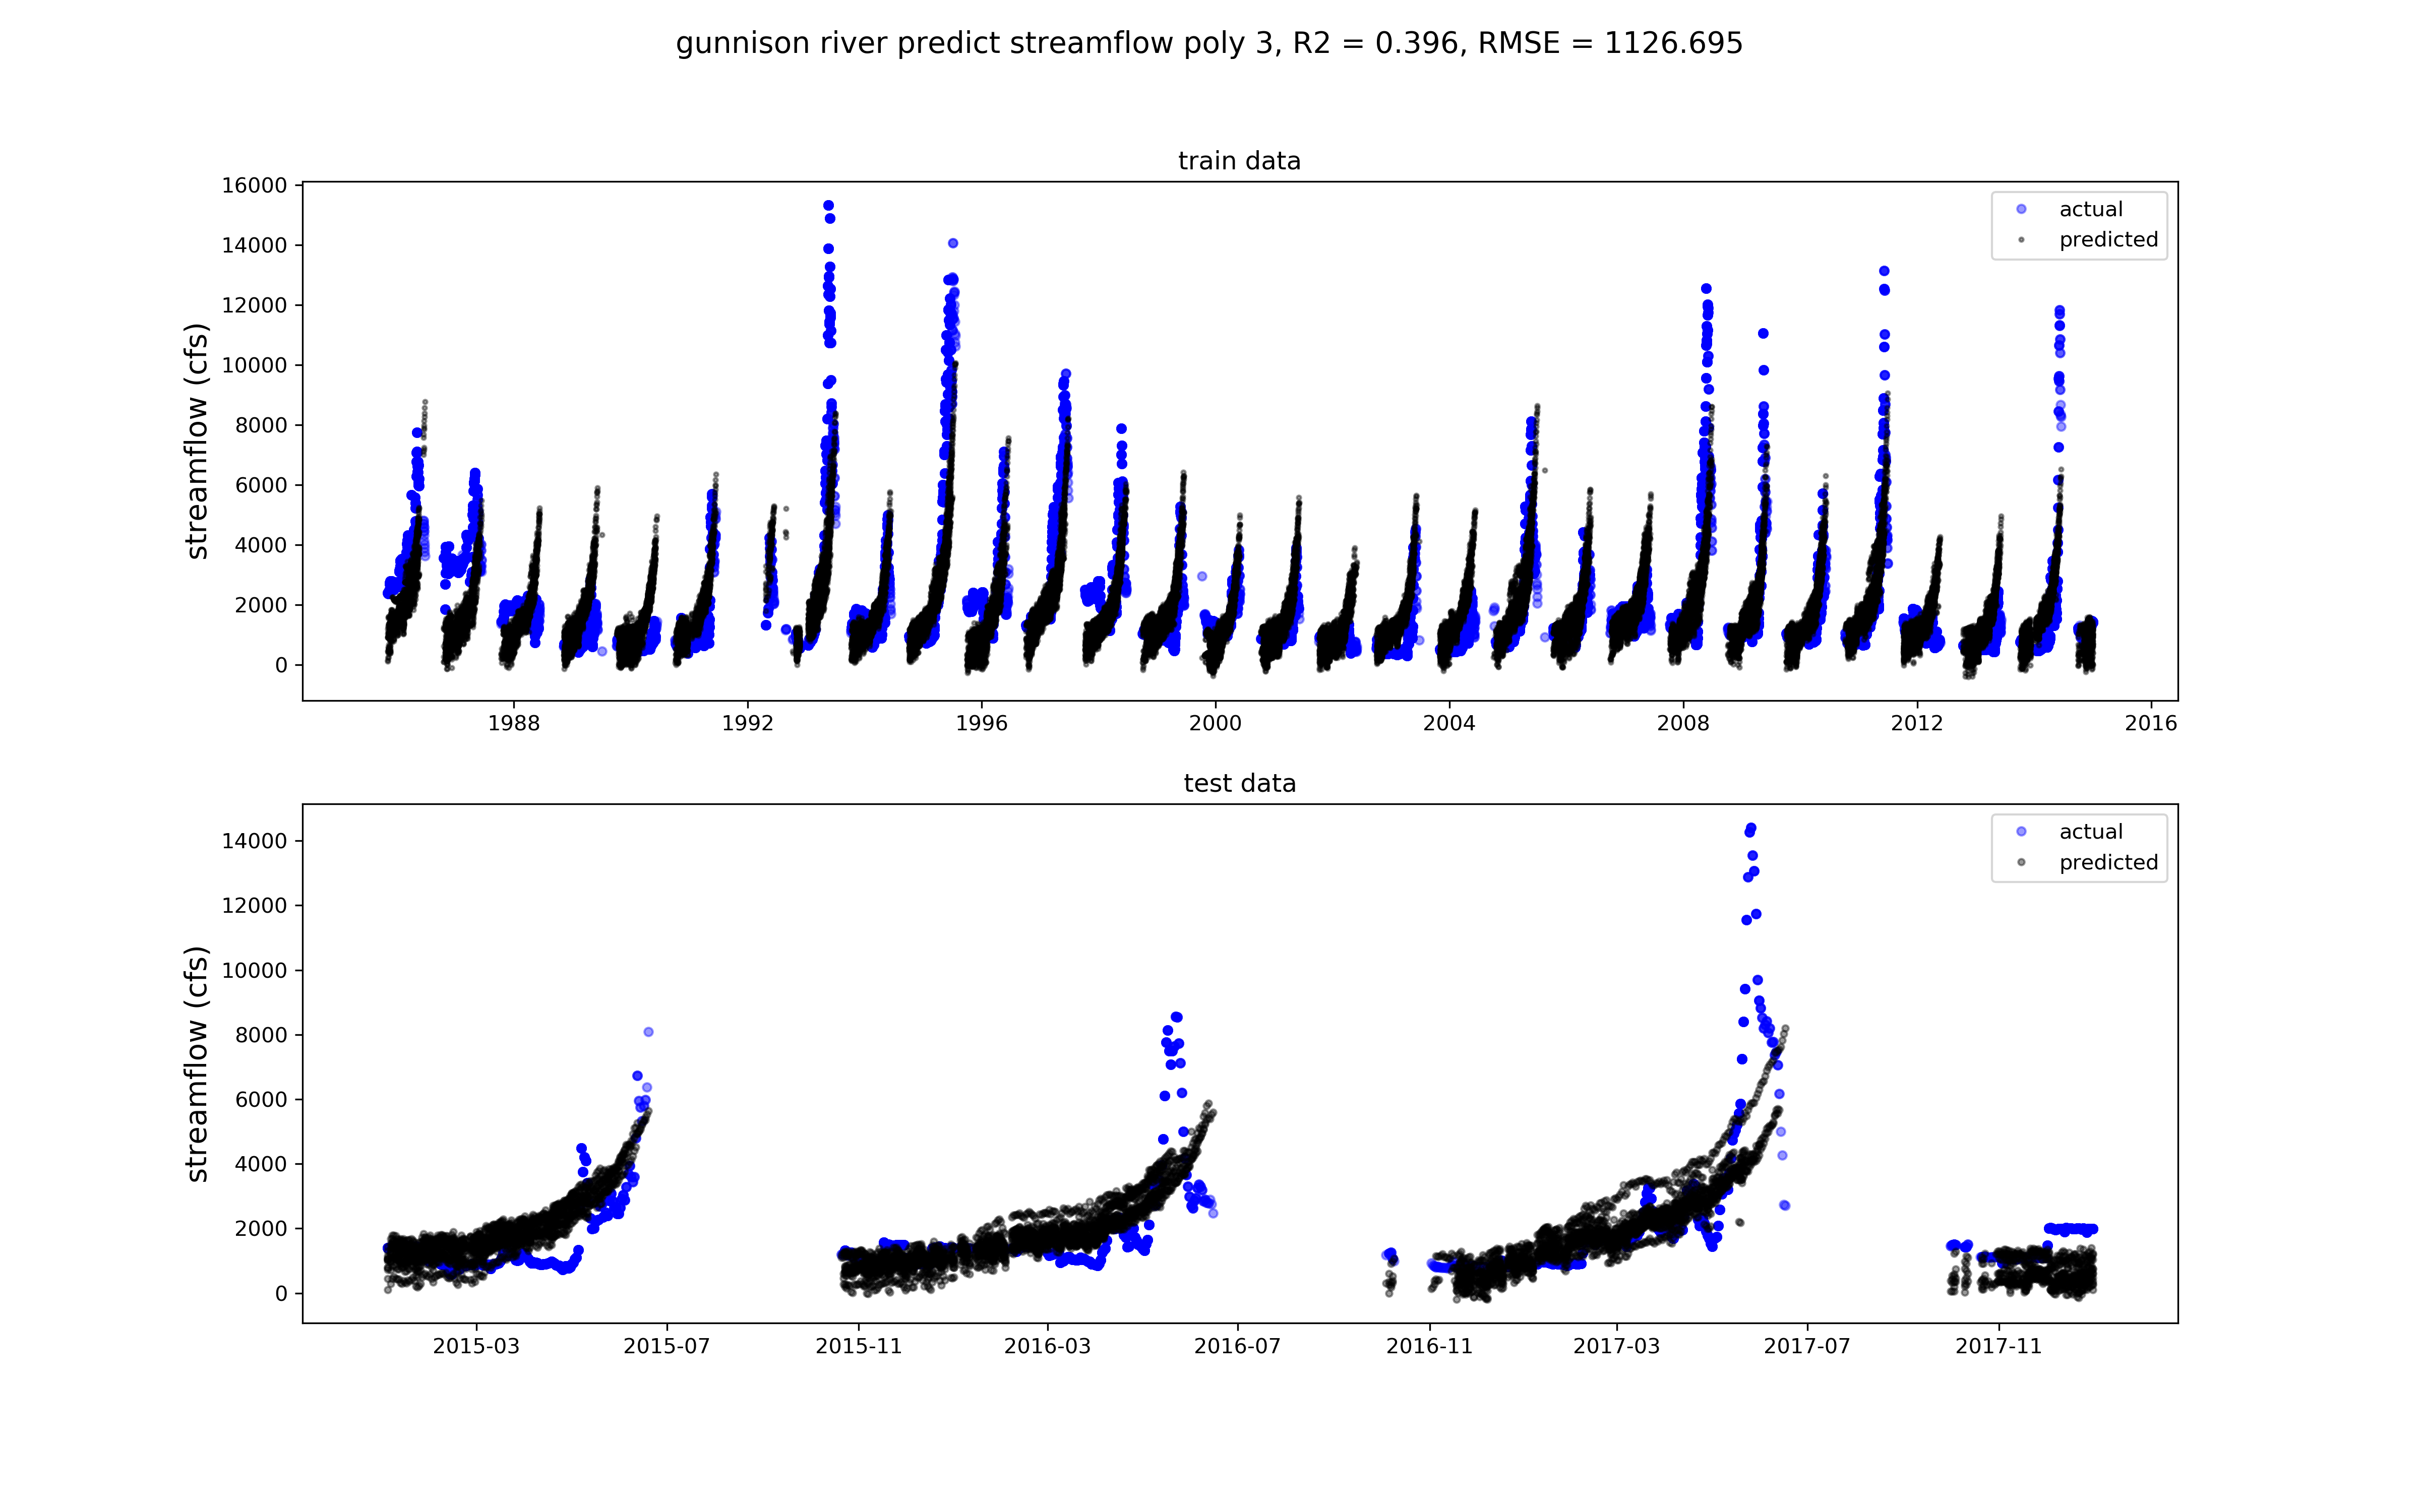 gunnison river predict streamflow poly 3, R2 = 0.396, RMSE = 1126.695
train data
streamflow (cfs)
16000
14000
12000
10000
8000
6000
4000
2000
0
actual
predicted
1988 1992 1996 2000 2004 2008 2012 2016
test data
streamflow (cfs)
14000
12000
10000
8000
6000
4000
2000
0
actual
predicted
2015-03 2015-07 2015-11 2016-03 2016-07 2016-11 2017-03 2017-07 2017-11